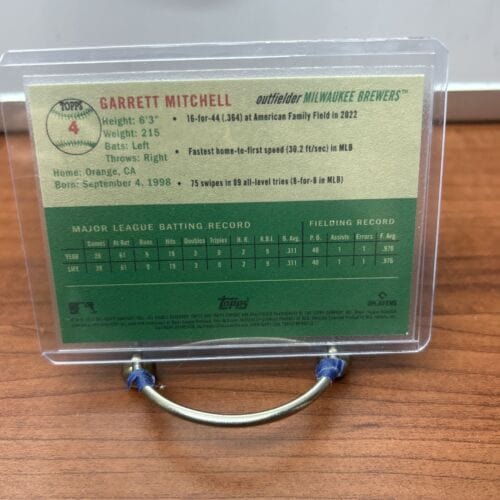 TOPPS
4
GARRETT MITCHELL
outfielder MILWAUKEE BREWERS™
Height: 6'3"
Weight: 215
Bats: Left
Throws: Right
Home: Orange, CA
Born: September 4, 1998
• 16-for-44 (.364) at American Family Field in 2022
• Fastest home-to-first speed (30.2 ft/sec) in MLB
• 75 swipes in 89 all-level tries (8-for-8 in MLB)
MAJOR LEAGUE BATTING RECORD FIELDING RECORD
Games At Bat Runs Hits Doubles Triples H. R. R.B.I. B. Avg. P. O. Assists Errors F. Avg.
YEAR 28 61 9 19 3 0 2 9 .311 40 1 1 .976
LIFE 28 61 9 19 3 0 2 9 .311 40 1 1 .976
Topps
PLAYERS